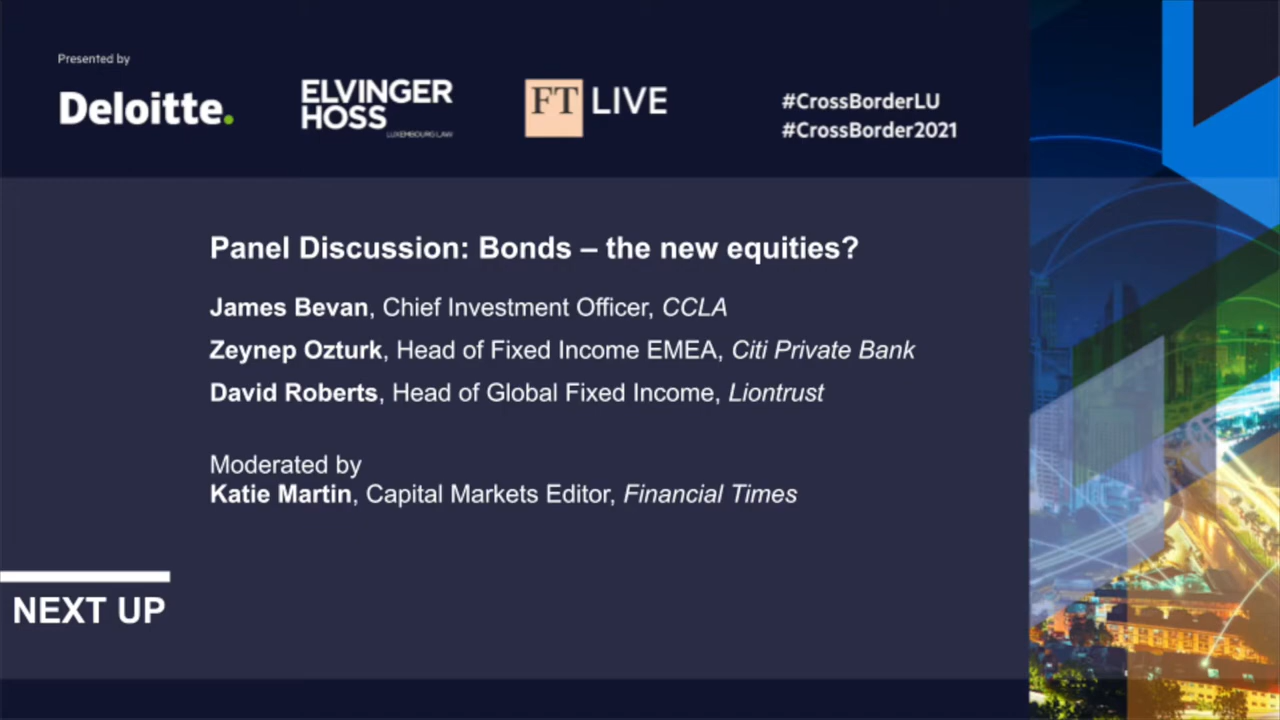 Presented by
Deloitte.
ELVINGER
HOSS
LUXEMBOURG LAW
FT LIVE
#CrossBorderLU
#CrossBorder2021
Panel Discussion: Bonds – the new equities?
James Bevan, Chief Investment Officer, CCLA
Zeynep Ozturk, Head of Fixed Income EMEA, Citi Private Bank
David Roberts, Head of Global Fixed Income, Liontrust
Moderated by
Katie Martin, Capital Markets Editor, Financial Times
NEXT UP